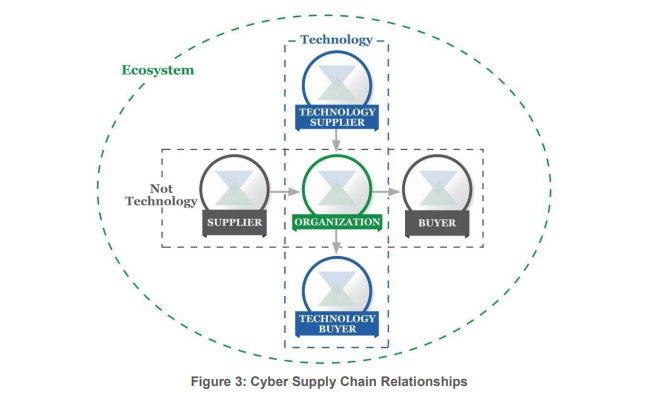 Technology
Ecosystem
TECHNOLOGY
SUPPLIER
Not
Technology
SUPPLIER
ORGANIZATION
BUYER
TECHNOLOGY
BUYER
Figure 3: Cyber Supply Chain Relationships